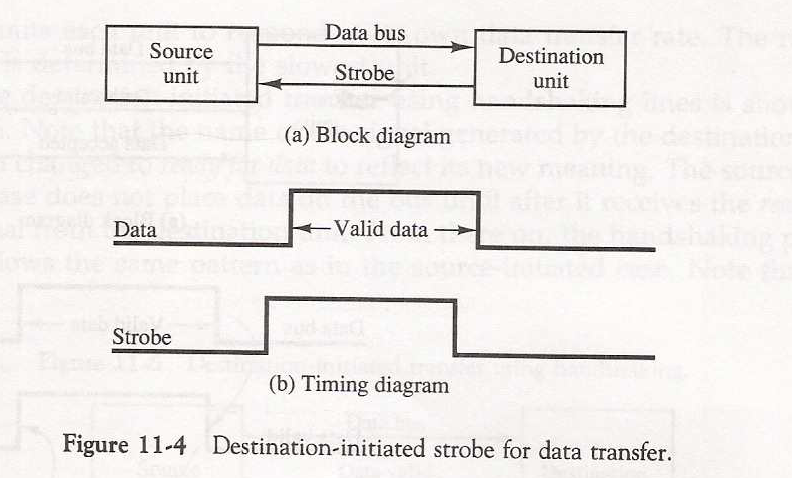 Source
unit
Data bus
Strobe
Destination
unit
(a) Block diagram
Data
Valid data
Strobe
(b) Timing diagram
Figure 11-4 Destination-initiated strobe for data transfer.